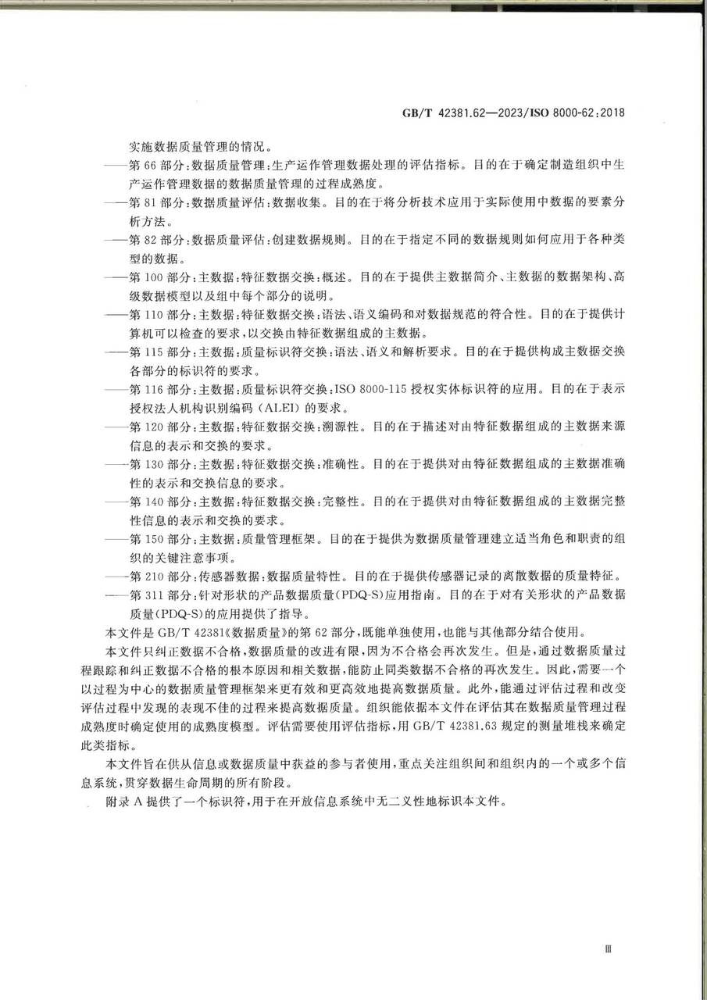 GB/T 42381.62—2023/ISO 8000-62:2018
实施数据质量管理的情况。
——第 66 部分:数据质量管理:生产运作管理数据处理的评估指标。目的在于确定制造组织中生
产运作管理数据的数据质量管理的过程成熟度。
——第 81 部分:数据质量评估:数据收集。目的在于将分析技术应用于实际使用中数据的要素分
析方法。
——第 82 部分:数据质量评估:创建数据规则。目的在于指定不同的数据规则如何应用于各种类
型的数据。
——第 100 部分:主数据:特征数据交换:概述。目的在于提供主数据简介、主数据的数据架构、高
级数据模型以及组中每个部分的说明。
——第 110 部分:主数据:特征数据交换:语法、语义编码和对数据规范的符合性。目的在于提供计
算机可以检查的要求,以交换由特征数据组成的主数据。
——第 115 部分:主数据:质量标识符交换:语法、语义和解析要求。目的在于提供构成主数据交换
各部分的标识符的要求。
——第 116 部分:主数据:质量标识符交换:ISO 8000-115 授权实体标识符的应用。目的在于表示
授权法人机构识别编码(ALEI)的要求。
——第 120 部分:主数据:特征数据交换:溯源性。目的在于描述对由特征数据组成的主数据来源
信息的表示和交换的要求。
——第 130 部分:主数据:特征数据交换:准确性。目的在于提供对由特征数据组成的主数据准确
性的表示和交换信息的要求。
——第 140 部分:主数据:特征数据交换:完整性。目的在于提供对由特征数据组成的主数据完整
性信息的表示和交换的要求。
——第 150 部分:主数据:质量管理框架。目的在于提供为数据质量管理建立适当角色和职责的组
织的关键注意事项。
——第 210 部分:传感器数据:数据质量特性。目的在于提供传感器记录的离散数据的质量特征。
——第 311 部分:针对形状的产品数据质量(PDQ-S)应用指南。目的在于对有关形状的产品数据
质量(PDQ-S)的应用提供了指导。
本文件是 GB/T 42381《数据质量》的第 62 部分,既能单独使用,也能与其他部分结合使用。
本文件只纠正数据不合格,数据质量的改进有限,因为不合格会再次发生。但是,通过数据质量过
程跟踪和纠正数据不合格的根本原因和相关数据,能防止同类数据不合格的再次发生。因此,需要一个
以过程为中心的数据质量管理框架来更有效和更高效地提高数据质量。此外,能通过评估过程和改变
评估过程中发现的表现不佳的过程来提高数据质量。组织能依据本文件在评估其在数据质量管理过程
成熟度时确定使用的成熟度模型。评估需要使用评估指标,用 GB/T 42381.63 规定的测量堆栈来确定
此类指标。
本文件旨在供从信息或数据质量中获益的参与者使用,重点关注组织间和组织内的一个或多个信
息系统,贯穿数据生命周期的所有阶段。
附录 A 提供了一个标识符,用于在开放信息系统中无二义性地标识本文件。
Ⅲ